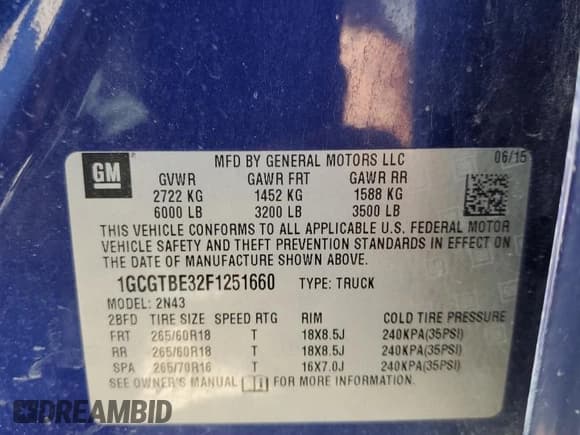 MFD BY GENERAL MOTORS LLC 06/15
GM
GVWR GAWR FRT GAWR RR
2722 KG 1452 KG 1588 KG
6000 LB 3200 LB 3500 LB
THIS VEHICLE CONFORMS TO ALL APPLICABLE U.S. FEDERAL MOTOR
VEHICLE SAFETY AND THEFT PREVENTION STANDARDS IN EFFECT ON
THE DATE OF MANUFACTURE SHOWN ABOVE.
1GCGTBE32F1251660 TYPE: TRUCK
MODEL: 2N43
2BFD TIRE SIZE SPEED RTG RIM COLD TIRE PRESSURE
FRT 265/60R18 T 18X8.5J 240KPA(35PSI)
RR 265/60R18 T 18X8.5J 240KPA(35PSI)
SPA 265/70R16 T 16X7.0J 240KPA(35PSI)
SEE OWNER'S MANUAL FOR MORE INFORMATION.
DREAMBID